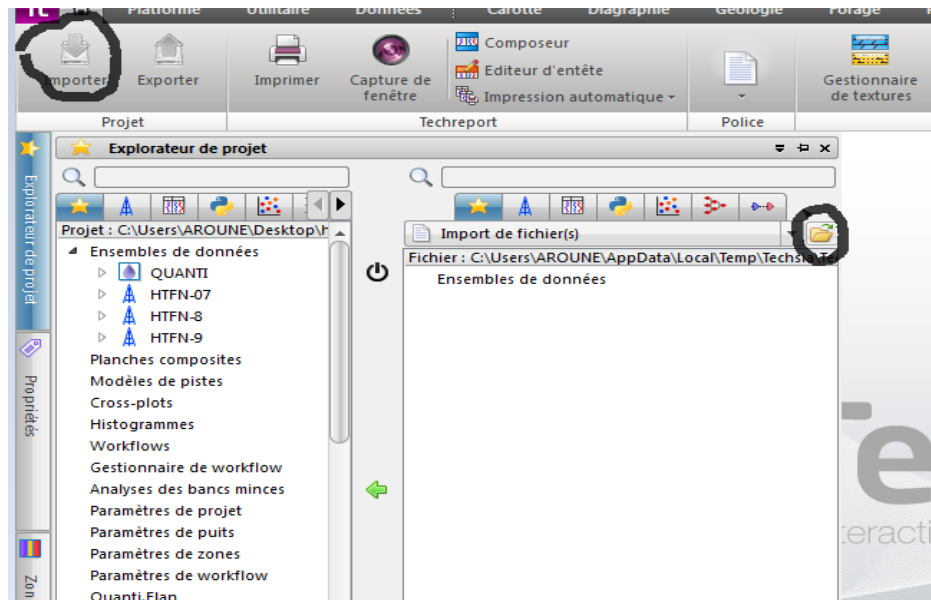 Plateforme Utilitaire Données Carotte Diagraphie Géologie Forage
Importer Exporter Imprimer Capture de fenêtre
Composeur
Editeur d'entête
Impression automatique
Gestionnaire de textures
Projet Techreport Police
Explorateur de projet
Explorateur de projet
Projet : C:\Users\AROUNE\Desktop\h
Import de fichier(s)
Fichier : C:\Users\AROUNE\AppData\Local\Temp\Techsia\Te
Ensembles de données
Ensembles de données
QUANTI
HTFN-07
HTFN-8
HTFN-9
Planches composites
Modèles de pistes
Cross-plots
Histogrammes
Workflows
Gestionnaire de workflow
Analyses des bancs minces
Paramètres de projet
Paramètres de puits
Paramètres de zones
Paramètres de workflow
Quanti.Elan
Propriétés
Zon
e
teracti